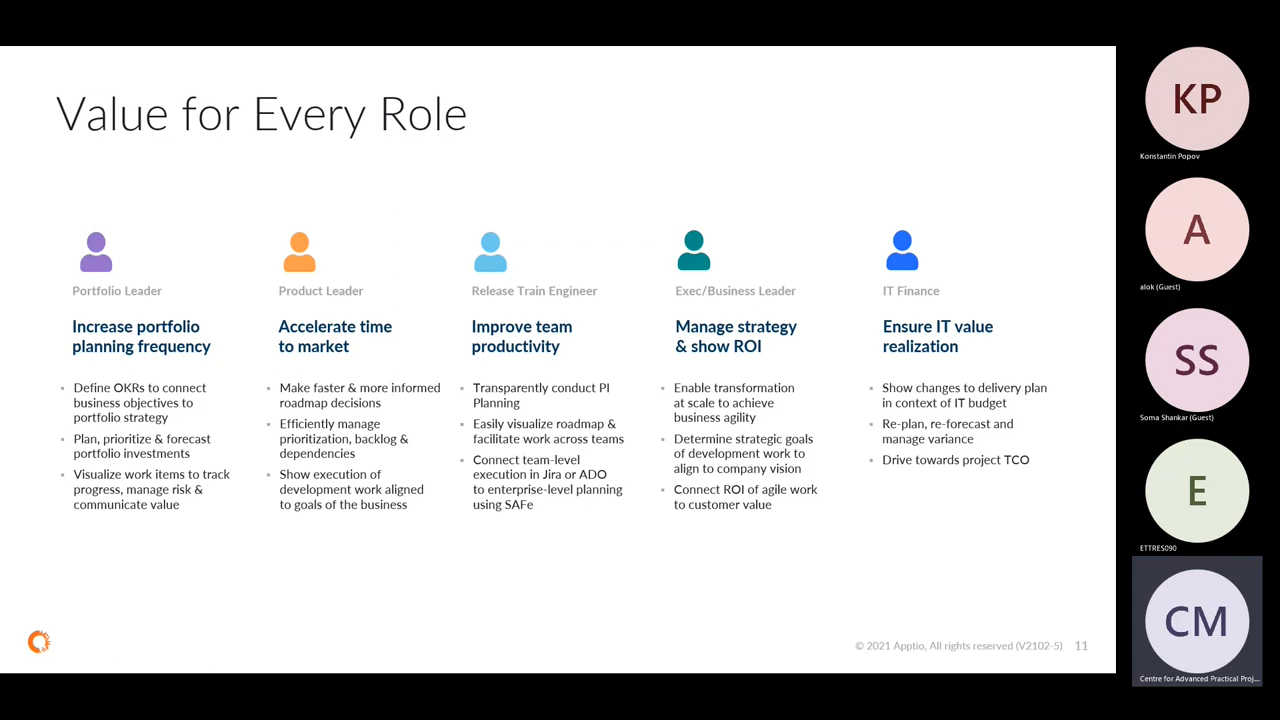 Value for Every Role
Portfolio Leader
Increase portfolio
planning frequency
Define OKRs to connect
business objectives to
portfolio strategy
Plan, prioritize & forecast
portfolio investments
Visualize work items to track
progress, manage risk &
communicate value
Product Leader
Accelerate time
to market
Make faster & more informed
roadmap decisions
Efficiently manage
prioritization, backlog &
dependencies
Show execution of
development work aligned
to goals of the business
Release Train Engineer
Improve team
productivity
Transparently conduct PI
Planning
Easily visualize roadmap &
facilitate work across teams
Connect team-level
execution in Jira or ADO
to enterprise-level planning
using SAFe
Exec/Business Leader
Manage strategy
& show ROI
Enable transformation
at scale to achieve
business agility
Determine strategic goals
of development work to
align to company vision
Connect ROI of agile work
to customer value
IT Finance
Ensure IT value
realization
Show changes to delivery plan
in context of IT budget
Re-plan, re-forecast and
manage variance
Drive towards project TCO
© 2021 Apptio, All rights reserved (V2102-5) 11
KP
Konstantin Popov
A
alok (Guest)
SS
Soma Shankar (Guest)
E
ETTRES090
CM
Centre for Advanced Practical Proj...